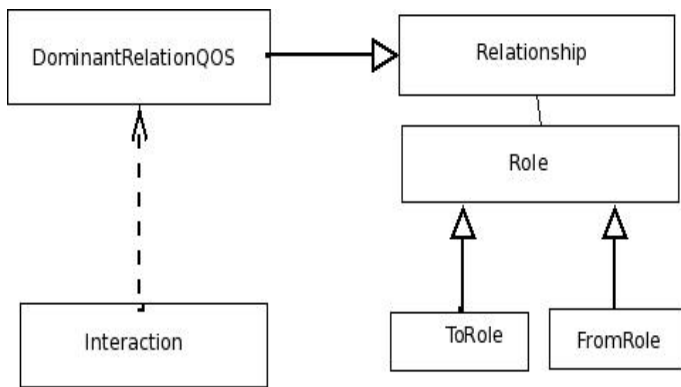 DominantRelationQOS
Relationship
Role
Interaction
ToRole
FromRole